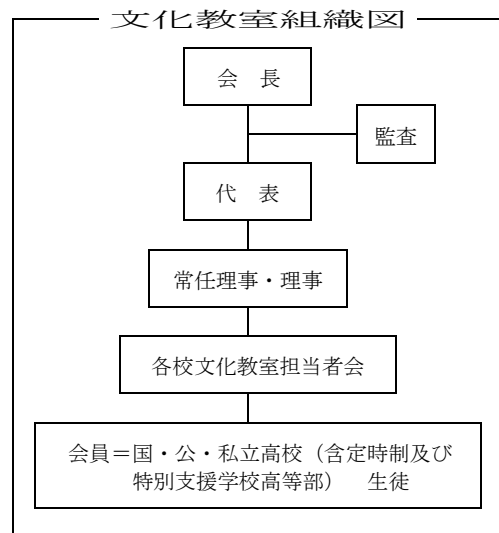 文化教室組織図
会　長
監査
代　表
常任理事・理事
各校文化教室担当者会
会員＝国・公・私立高校（含定時制及び
特別支援学校高等部）　生徒